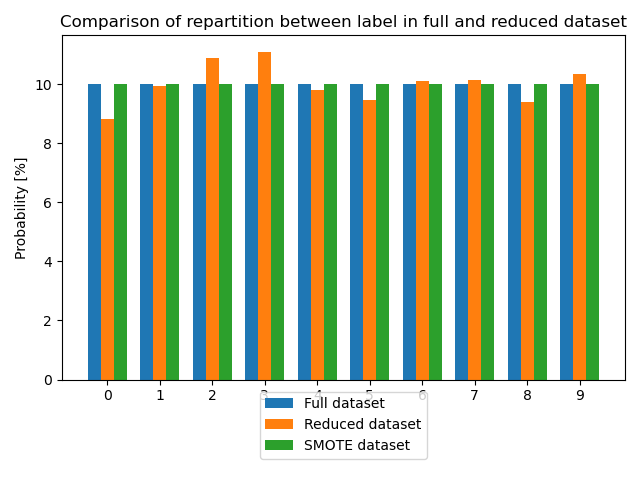 Comparison of repartition between label in full and reduced dataset
Probability [%]
10
8
6
4
2
0
0 1 2 3 4 5 6 7 8 9
Full dataset
Reduced dataset
SMOTE dataset